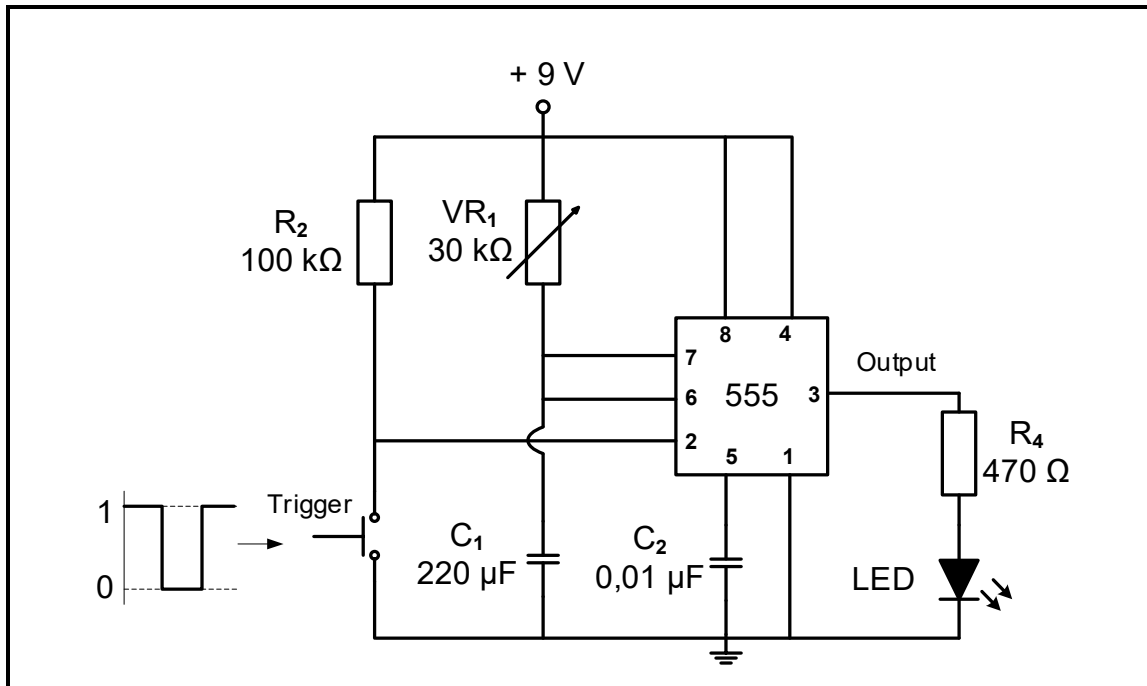 + 9 V
R₂
100 kΩ
VR₁
30 kΩ
8 4
7
6
2
555
3
5 1
Output
R₄
470 Ω
1
0
Trigger
C₁
220 µF
C₂
0,01 µF
LED